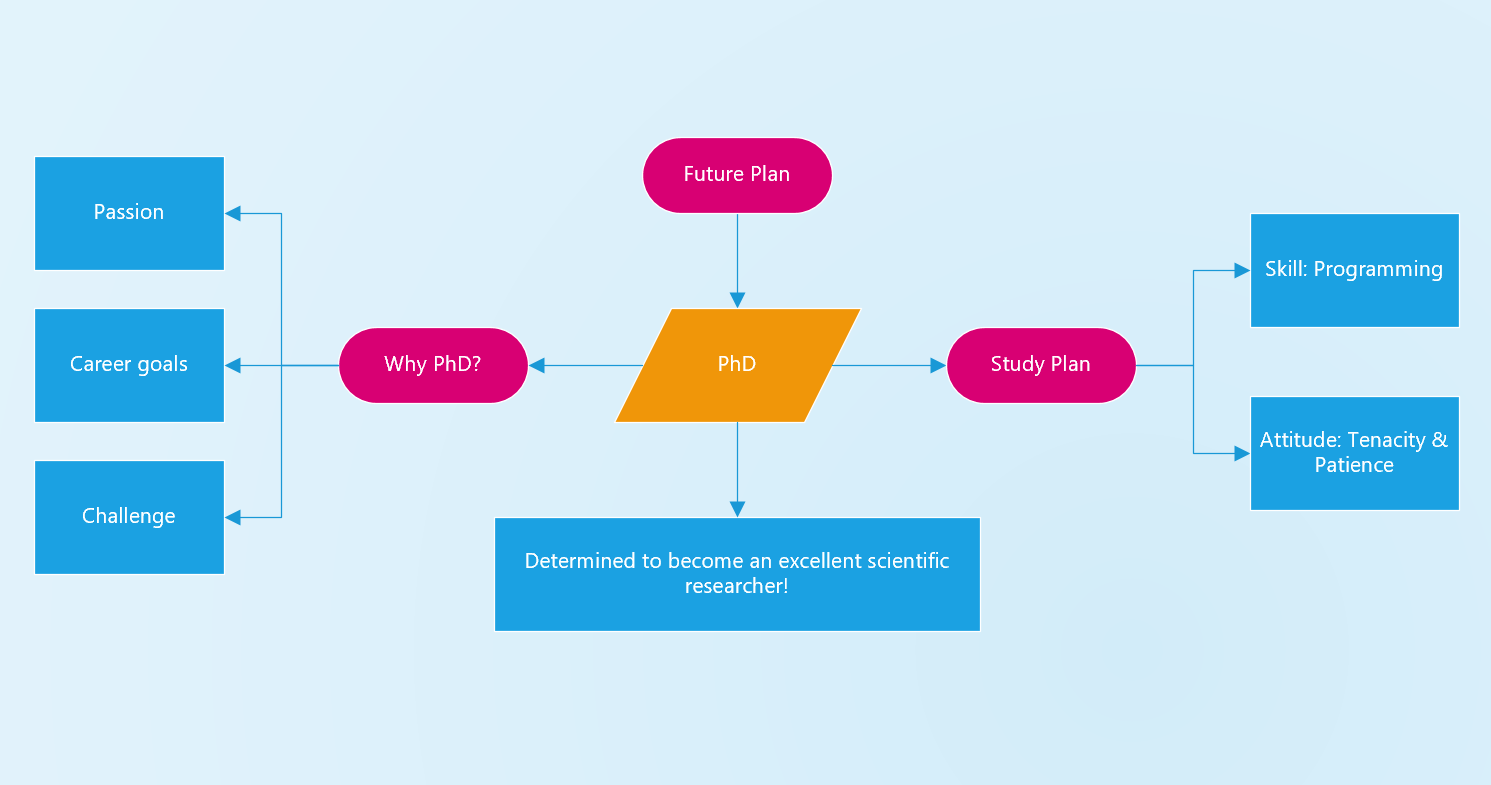 Future Plan
Passion
Skill: Programming
Career goals
Why PhD?
PhD
Study Plan
Attitude: Tenacity &
Patience
Challenge
Determined to become an excellent scientific
researcher!